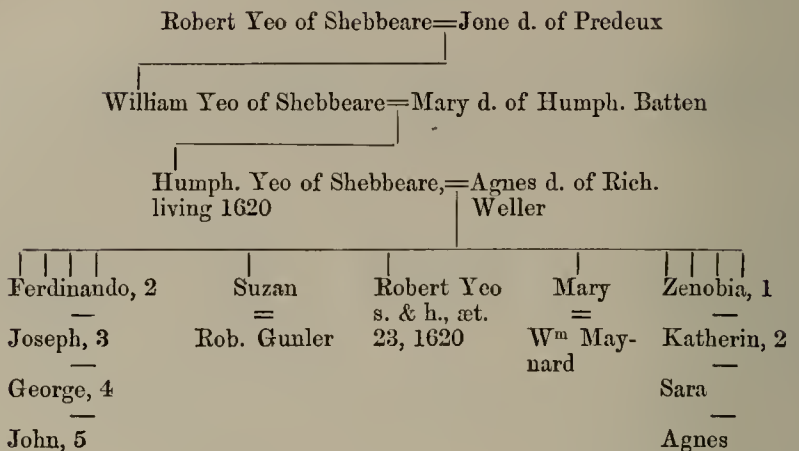 Robert Yeo of Shebbeare=Jone d. of Predeux
William Yeo of Shebbeare=Mary d. of Humph. Batten
Humph. Yeo of Shebbeare,=Agnes d. of Rich.
living 1620 Weller
Ferdinando, 2 Suzan Robert Yeo Mary Zenobia, 1
— = s. & h., æt. = —
Joseph, 3 Rob. Gunler 23, 1620 Wᵐ May- Katherin, 2
— nard —
George, 4 Sara
— —
John, 5 Agnes